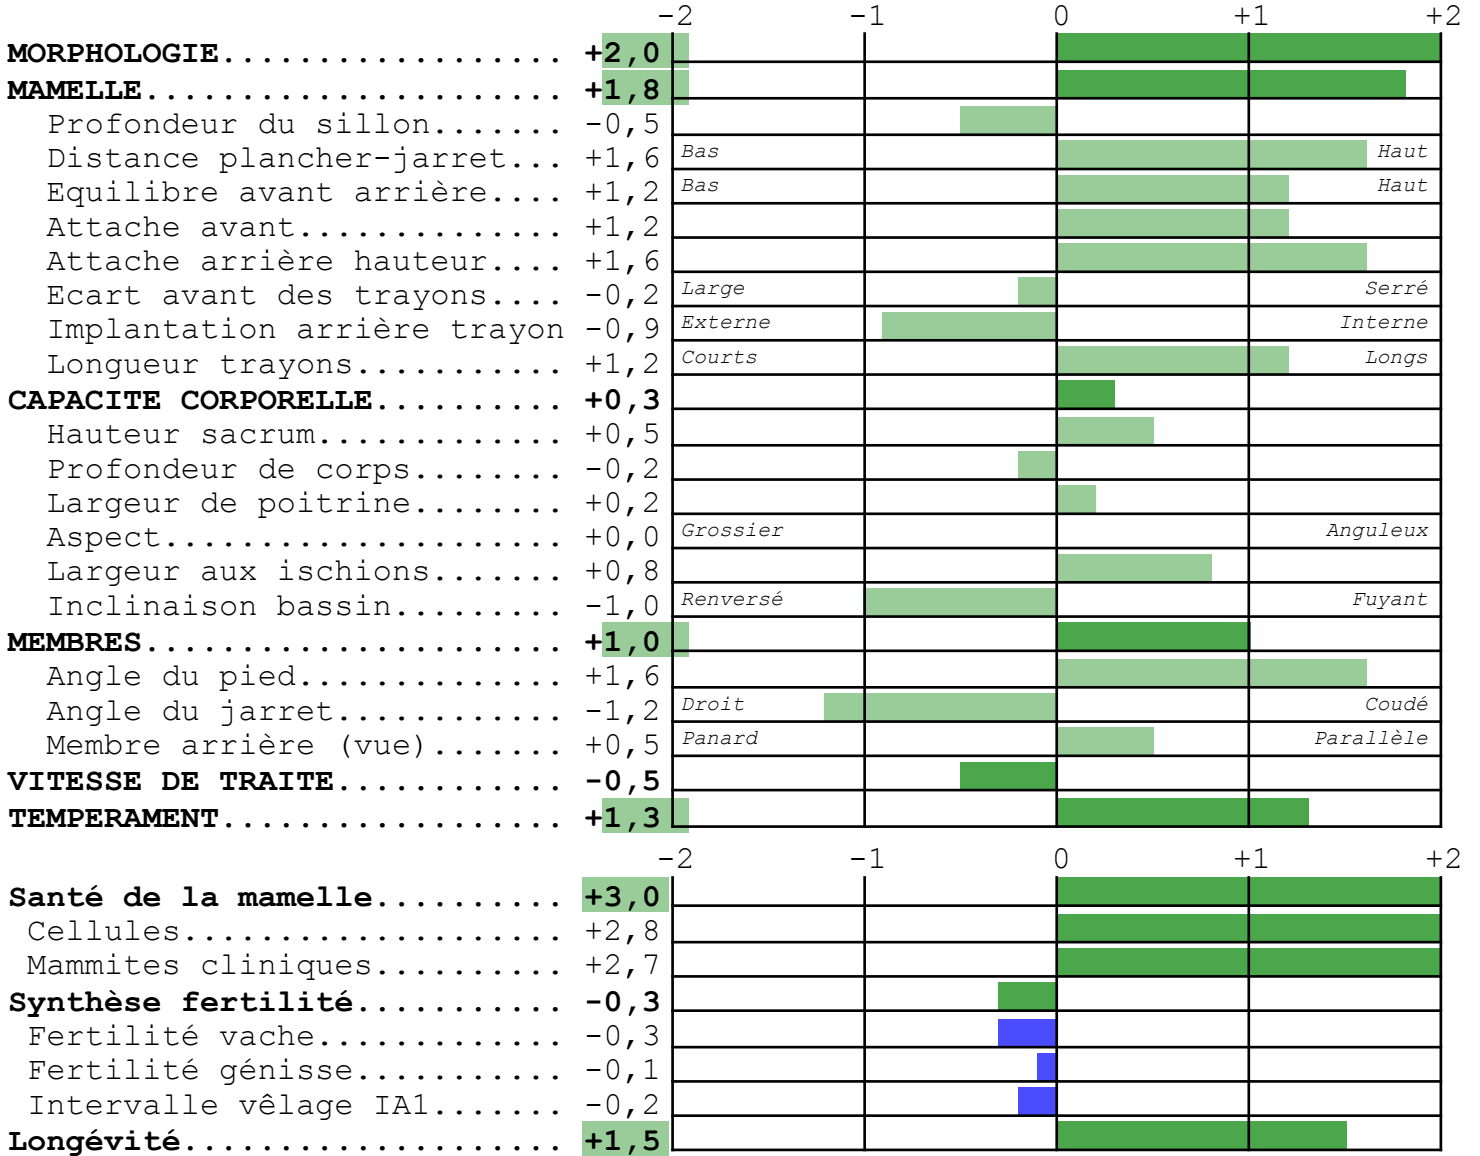 -2 -1 0 +1 +2
MORPHOLOGIE.................. +2,0
MAMELLE...................... +1,8
Profondeur du sillon....... -0,5
Distance plancher-jarret... +1,6 Bas Haut
Equilibre avant arrière.... +1,2 Bas Haut
Attache avant.............. +1,2
Attache arrière hauteur.... +1,6
Ecart avant des trayons.... -0,2 Large Serré
Implantation arrière trayon -0,9 Externe Interne
Longueur trayons........... +1,2 Courts Longs
CAPACITE CORPORELLE.......... +0,3
Hauteur sacrum............. +0,5
Profondeur de corps........ -0,2
Largeur de poitrine........ +0,2
Aspect..................... +0,0 Grossier Anguleux
Largeur aux ischions....... +0,8
Inclinaison bassin......... -1,0 Renversé Fuyant
MEMBRES...................... +1,0
Angle du pied.............. +1,6
Angle du jarret............ -1,2 Droit Coudé
Membre arrière (vue)....... +0,5 Panard Parallèle
VITESSE DE TRAITE............ -0,5
TEMPERAMENT.................. +1,3
-2 -1 0 +1 +2
Santé de la mamelle.......... +3,0
Cellules.................... +2,8
Mammites cliniques.......... +2,7
Synthèse fertilité........... -0,3
Fertilité vache............. -0,3
Fertilité génisse........... -0,1
Intervalle vêlage IA1....... -0,2
Longévité.................... +1,5